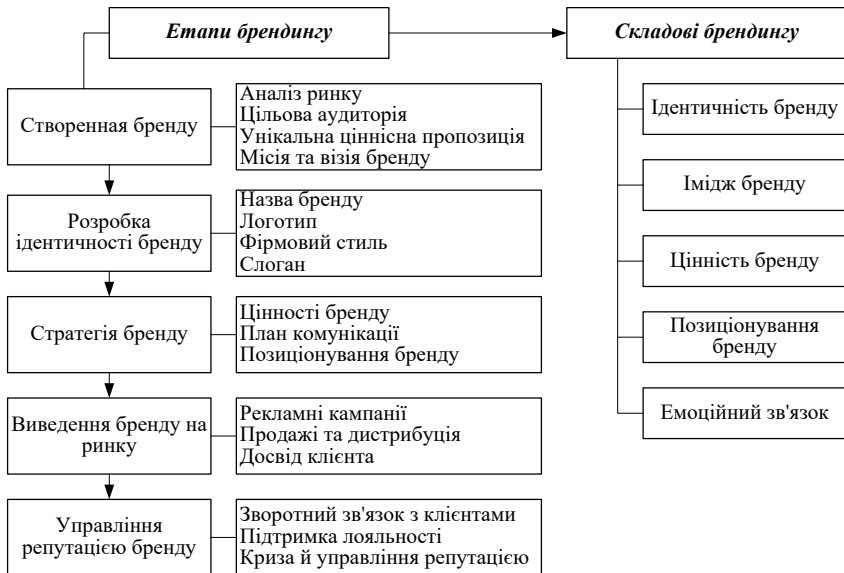 Етапи брендингу
Складові брендингу
Створенная бренду
Аналіз ринку
Цільова аудиторія
Унікальна ціннісна пропозиція
Місія та візія бренду
Розробка
ідентичності бренду
Назва бренду
Логотип
Фірмовий стиль
Слоган
Стратегія бренду
Цінності бренду
План комунікації
Позиціонування бренду
Виведення бренду на
ринку
Рекламні кампанії
Продажі та дистрибуція
Досвід клієнта
Управління
репутацією бренду
Зворотний зв'язок з клієнтами
Підтримка лояльності
Криза й управління репутацією
Ідентичність бренду
Імідж бренду
Цінність бренду
Позиціонування
бренду
Емоційний зв'язок